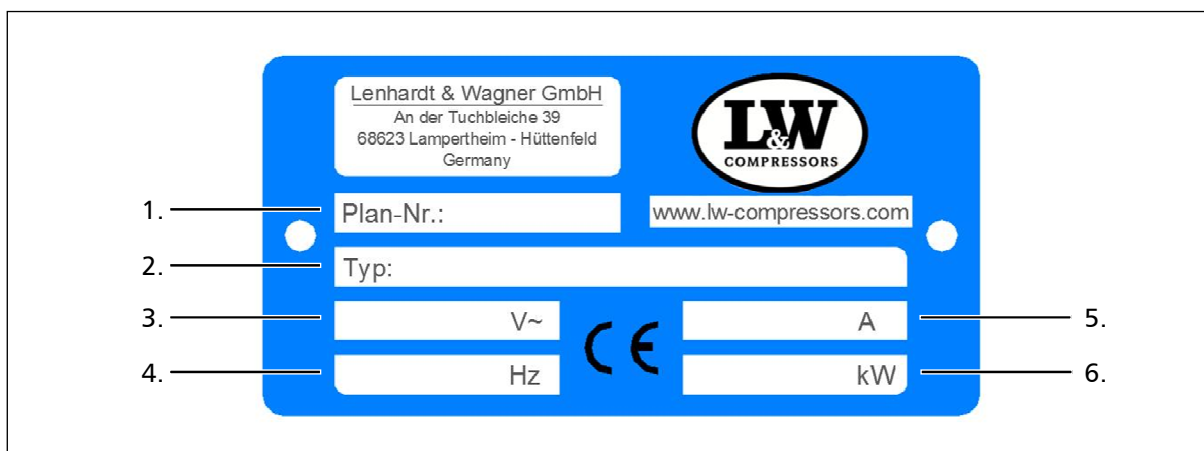 Lenhardt & Wagner GmbH
An der Tuchbleiche 39
68623 Lampertheim - Hüttenfeld
Germany
L&W
COMPRESSORS
1. Plan-Nr.: www.lw-compressors.com
2. Typ:
3. V~ CE A 5.
4. Hz kW 6.